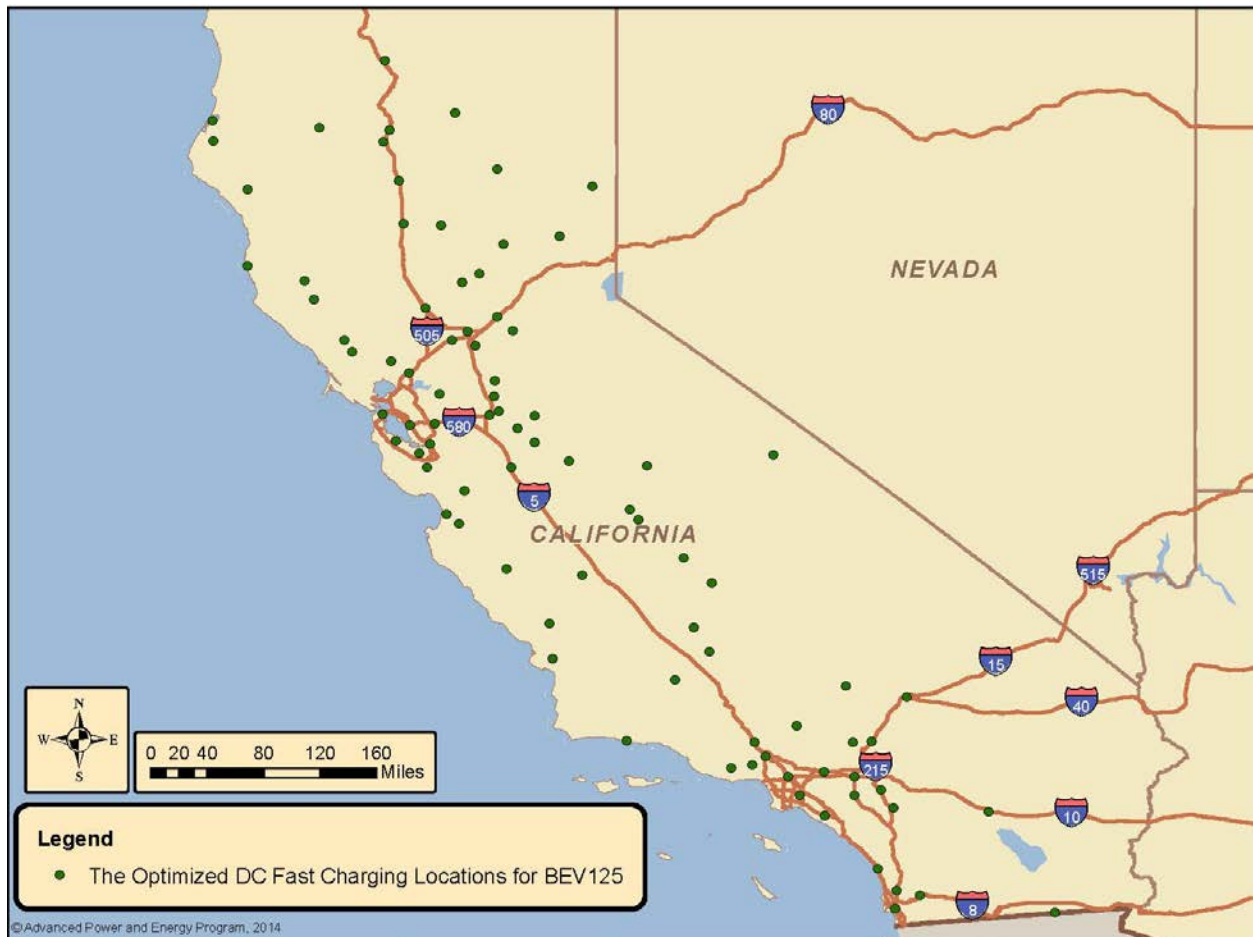 80
NEVADA
505
580
5
CALIFORNIA
515
15
40
215
10
8
N
W E
S
0 20 40 80 120 160
Miles
Legend
The Optimized DC Fast Charging Locations for BEV125
©Advanced Power and Energy Program, 2014